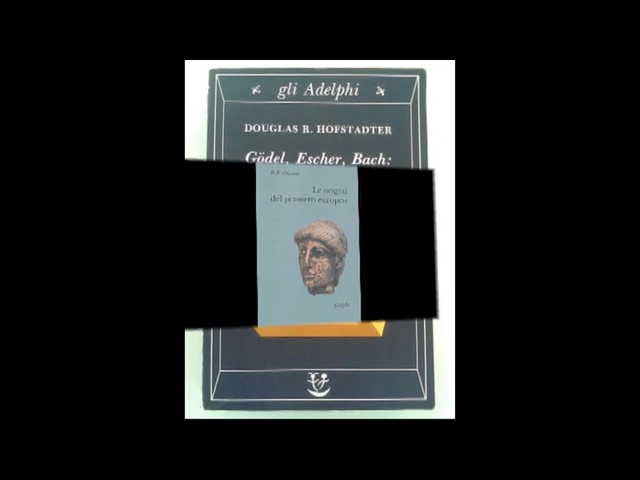 gli Adelphi
DOUGLAS R. HOFSTADTER
Gödel, Escher, Bach:
Le origini
del pensiero europeo